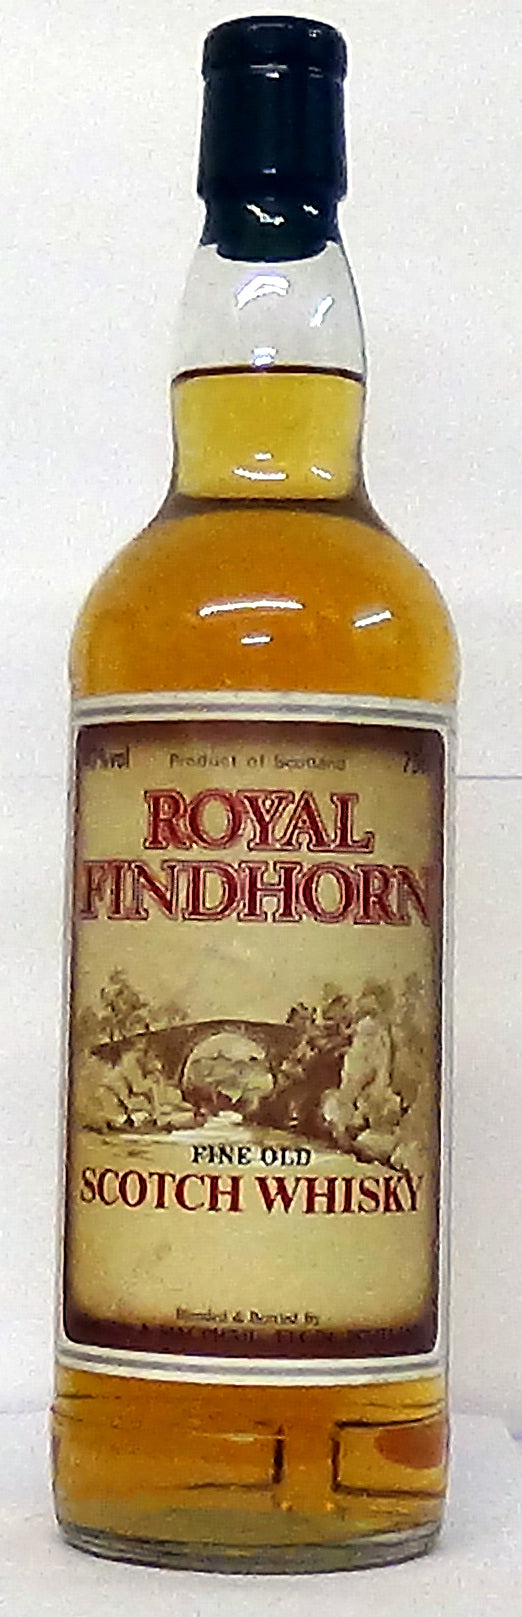 Product of Scotland
ROYAL
FINDHORN
FINE OLD
SCOTCH WHISKY
Blended & Bottled by